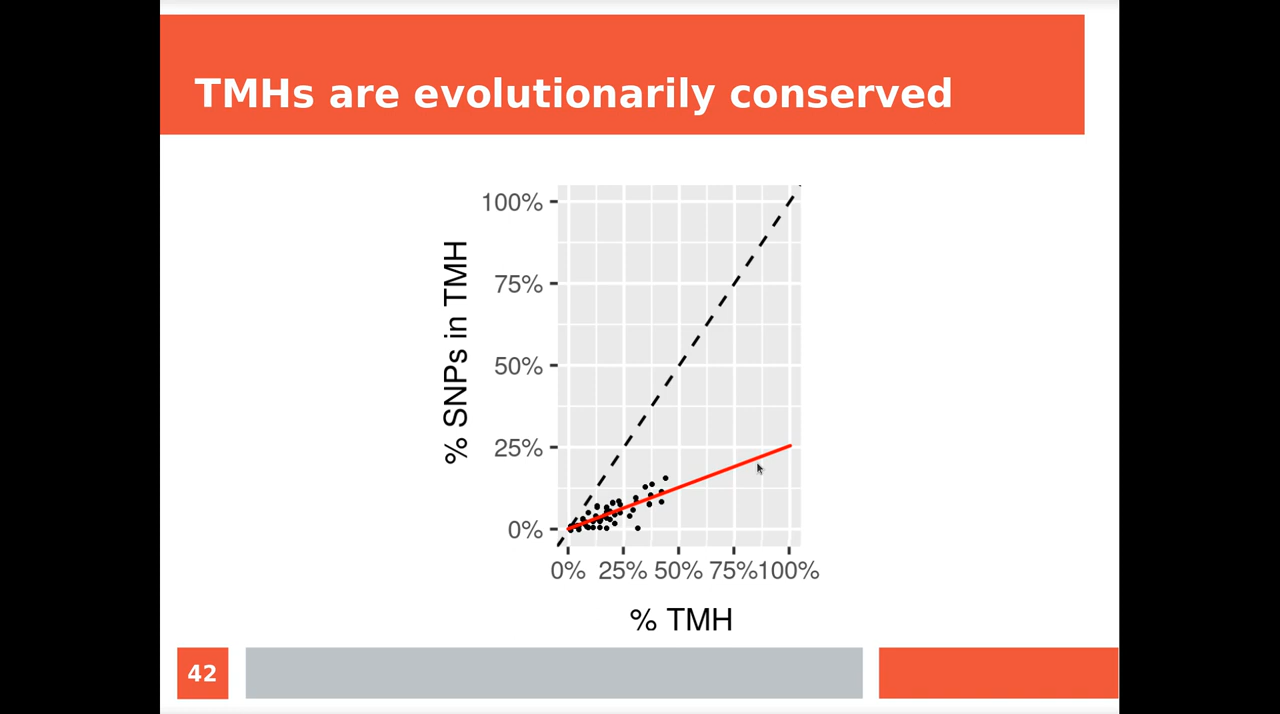 TMHs are evolutionarily conserved
% SNPs in TMH
100%
75%
50%
25%
0%
0% 25% 50% 75% 100%
% TMH
42